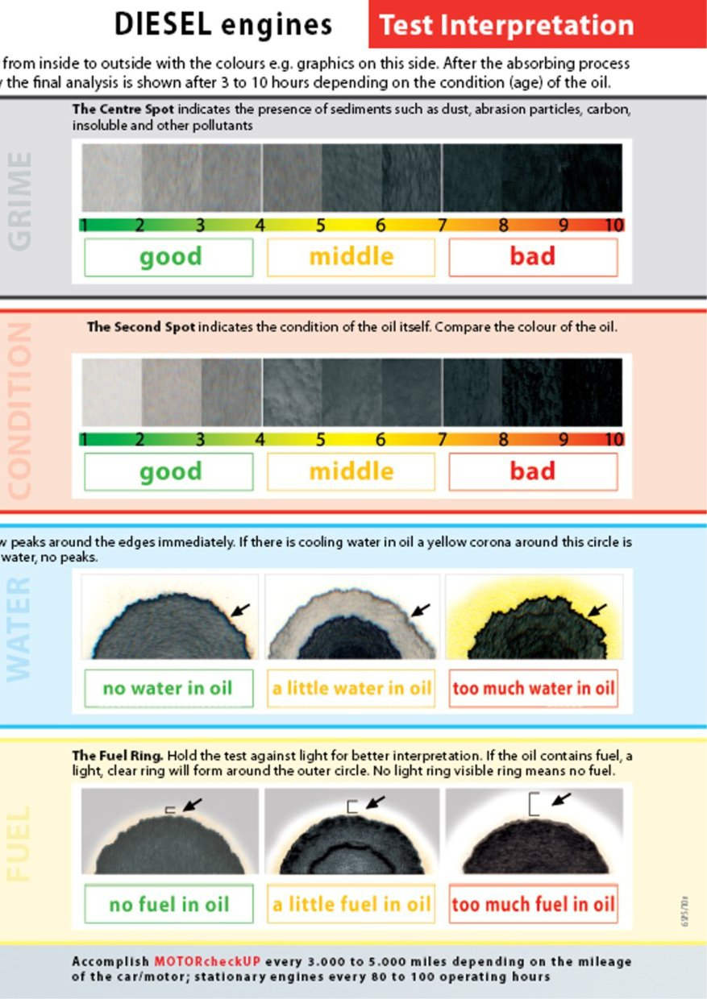 DIESEL engines
Test Interpretation
from inside to outside with the colours e.g. graphics on this side. After the absorbing process
the final analysis is shown after 3 to 10 hours depending on the condition (age) of the oil.
GRIME
The Centre Spot indicates the presence of sediments such as dust, abrasion particles, carbon,
insoluble and other pollutants
1 2 3 4 5 6 7 8 9 10
good middle bad
CONDITION
The Second Spot indicates the condition of the oil itself. Compare the colour of the oil.
1 2 3 4 5 6 7 8 9 10
good middle bad
WATER
w peaks around the edges immediately. If there is cooling water in oil a yellow corona around this circle is
water, no peaks.
no water in oil a little water in oil too much water in oil
FUEL
The Fuel Ring. Hold the test against light for better interpretation. If the oil contains fuel, a
light, clear ring will form around the outer circle. No light ring visible ring means no fuel.
no fuel in oil a little fuel in oil too much fuel in oil
Accomplish MOTORcheckUP every 3.000 to 5.000 miles depending on the mileage
of the car/motor; stationary engines every 80 to 100 operating hours